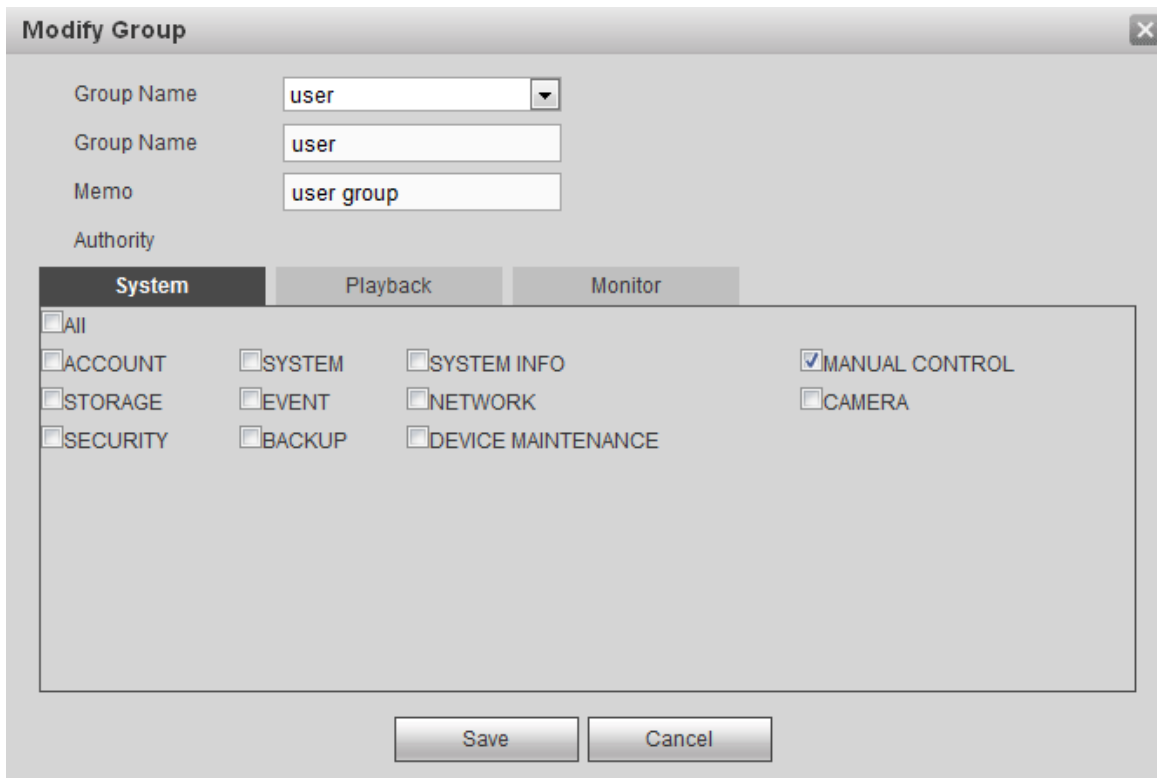 Modify Group
Group Name user
Group Name user
Memo user group
Authority
System Playback Monitor
All
ACCOUNT SYSTEM SYSTEM INFO MANUAL CONTROL
STORAGE EVENT NETWORK CAMERA
SECURITY BACKUP DEVICE MAINTENANCE
Save Cancel